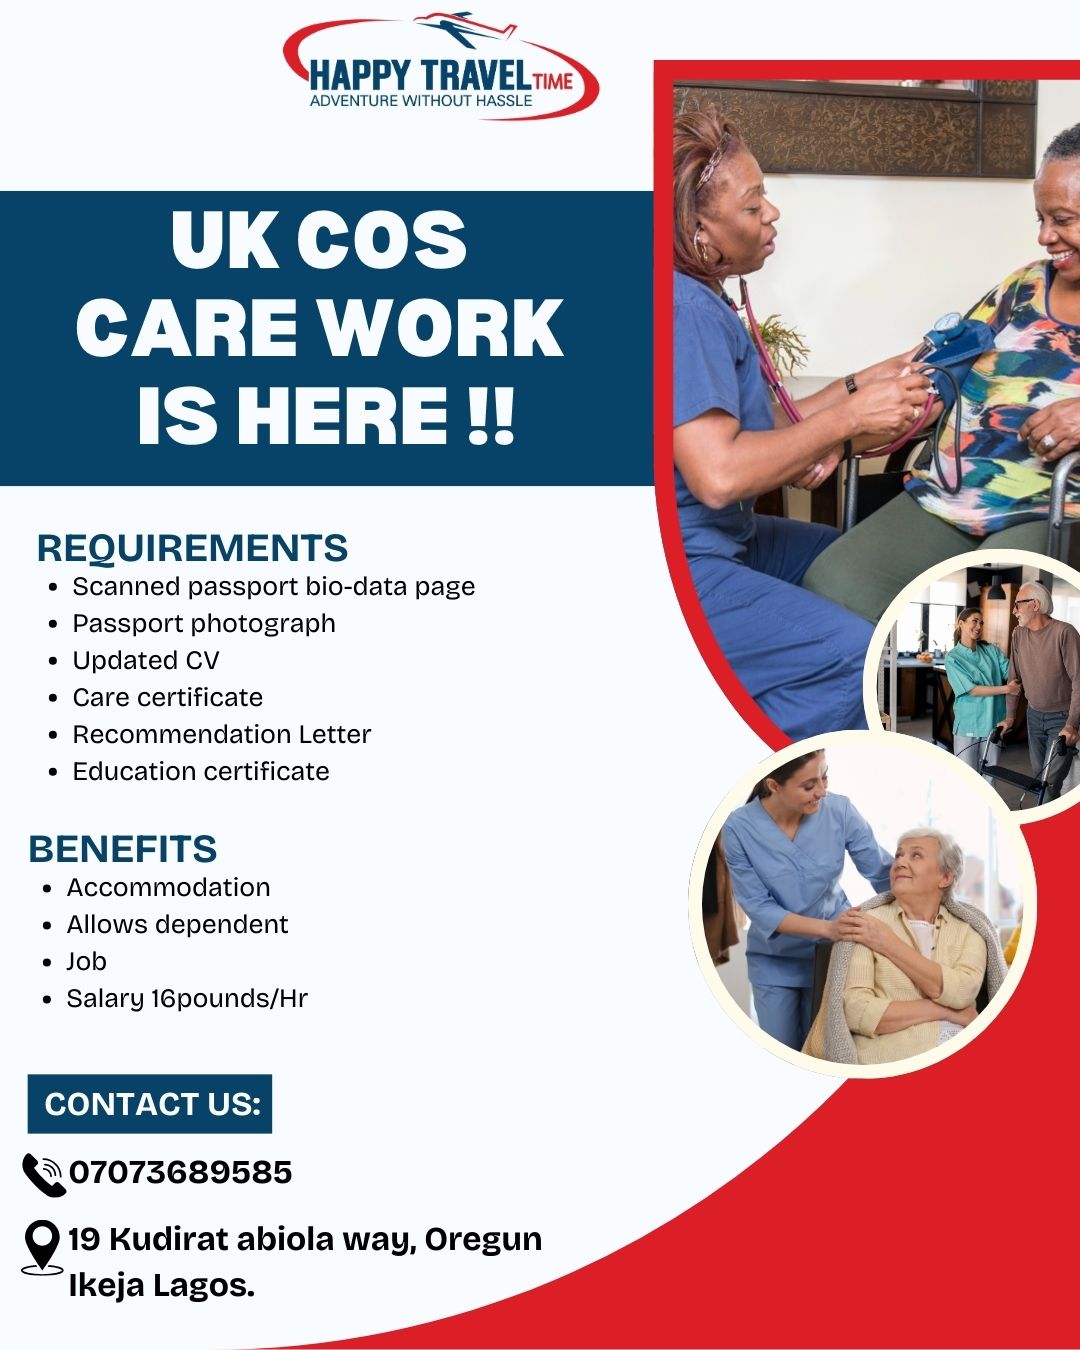 HAPPY TRAVEL TIME
ADVENTURE WITHOUT HASSLE
UK COS
CARE WORK
IS HERE !!
REQUIREMENTS
• Scanned passport bio-data page
• Passport photograph
• Updated CV
• Care certificate
• Recommendation Letter
• Education certificate
BENEFITS
• Accommodation
• Allows dependent
• Job
• Salary 16pounds/Hr
CONTACT US:
07073689585
19 Kudirat abiola way, Oregun
Ikeja Lagos.